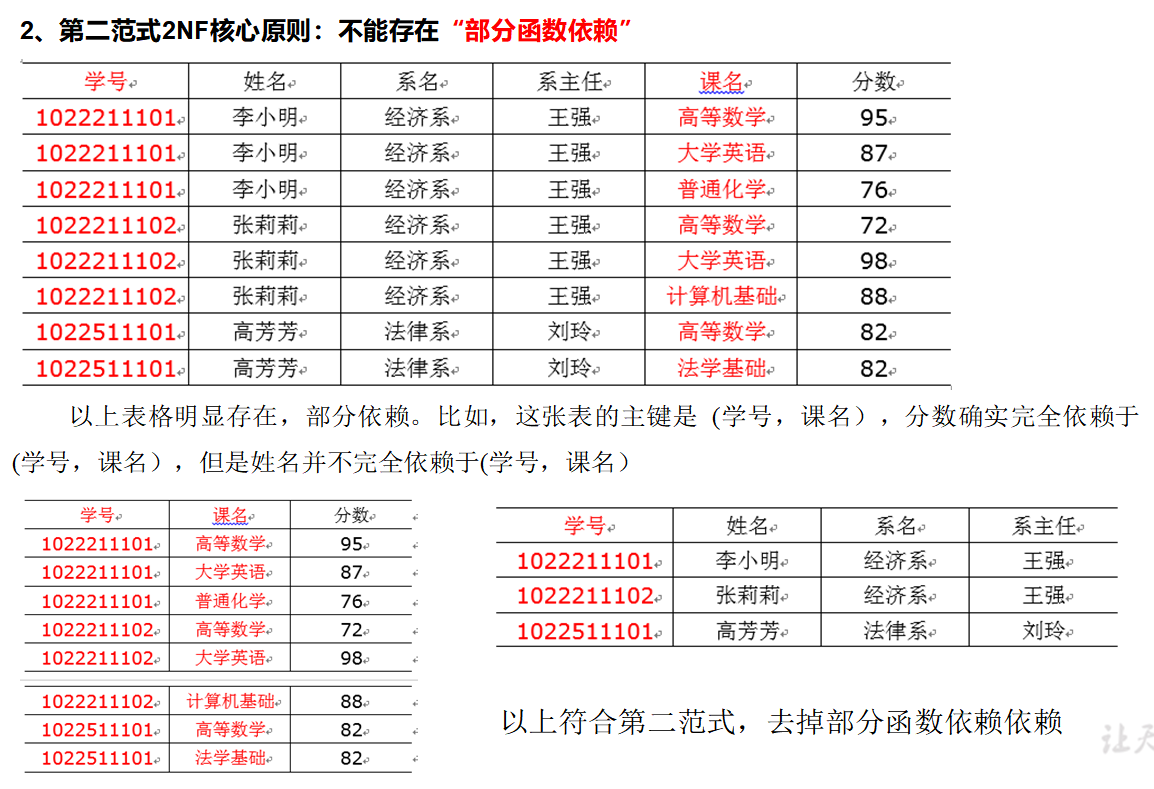 2、第二范式2NF核心原则：不能存在“部分函数依赖”
学号 姓名 系名 系主任 课名 分数
1022211101 李小明 经济系 王强 高等数学 95
1022211101 李小明 经济系 王强 大学英语 87
1022211101 李小明 经济系 王强 普通化学 76
1022211102 张莉莉 经济系 王强 高等数学 72
1022211102 张莉莉 经济系 王强 大学英语 98
1022211102 张莉莉 经济系 王强 计算机基础 88
1022511101 高芳芳 法律系 刘玲 高等数学 82
1022511101 高芳芳 法律系 刘玲 法学基础 82
以上表格明显存在，部分依赖。比如，这张表的主键是 (学号，课名），分数确实完全依赖于
(学号，课名），但是姓名并不完全依赖于(学号，课名）
学号 课名 分数
1022211101 高等数学 95
1022211101 大学英语 87
1022211101 普通化学 76
1022211102 高等数学 72
1022211102 大学英语 98
1022211102 计算机基础 88
1022511101 高等数学 82
1022511101 法学基础 82
学号 姓名 系名 系主任
1022211101 李小明 经济系 王强
1022211102 张莉莉 经济系 王强
1022511101 高芳芳 法律系 刘玲
以上符合第二范式，去掉部分函数依赖依赖
让天